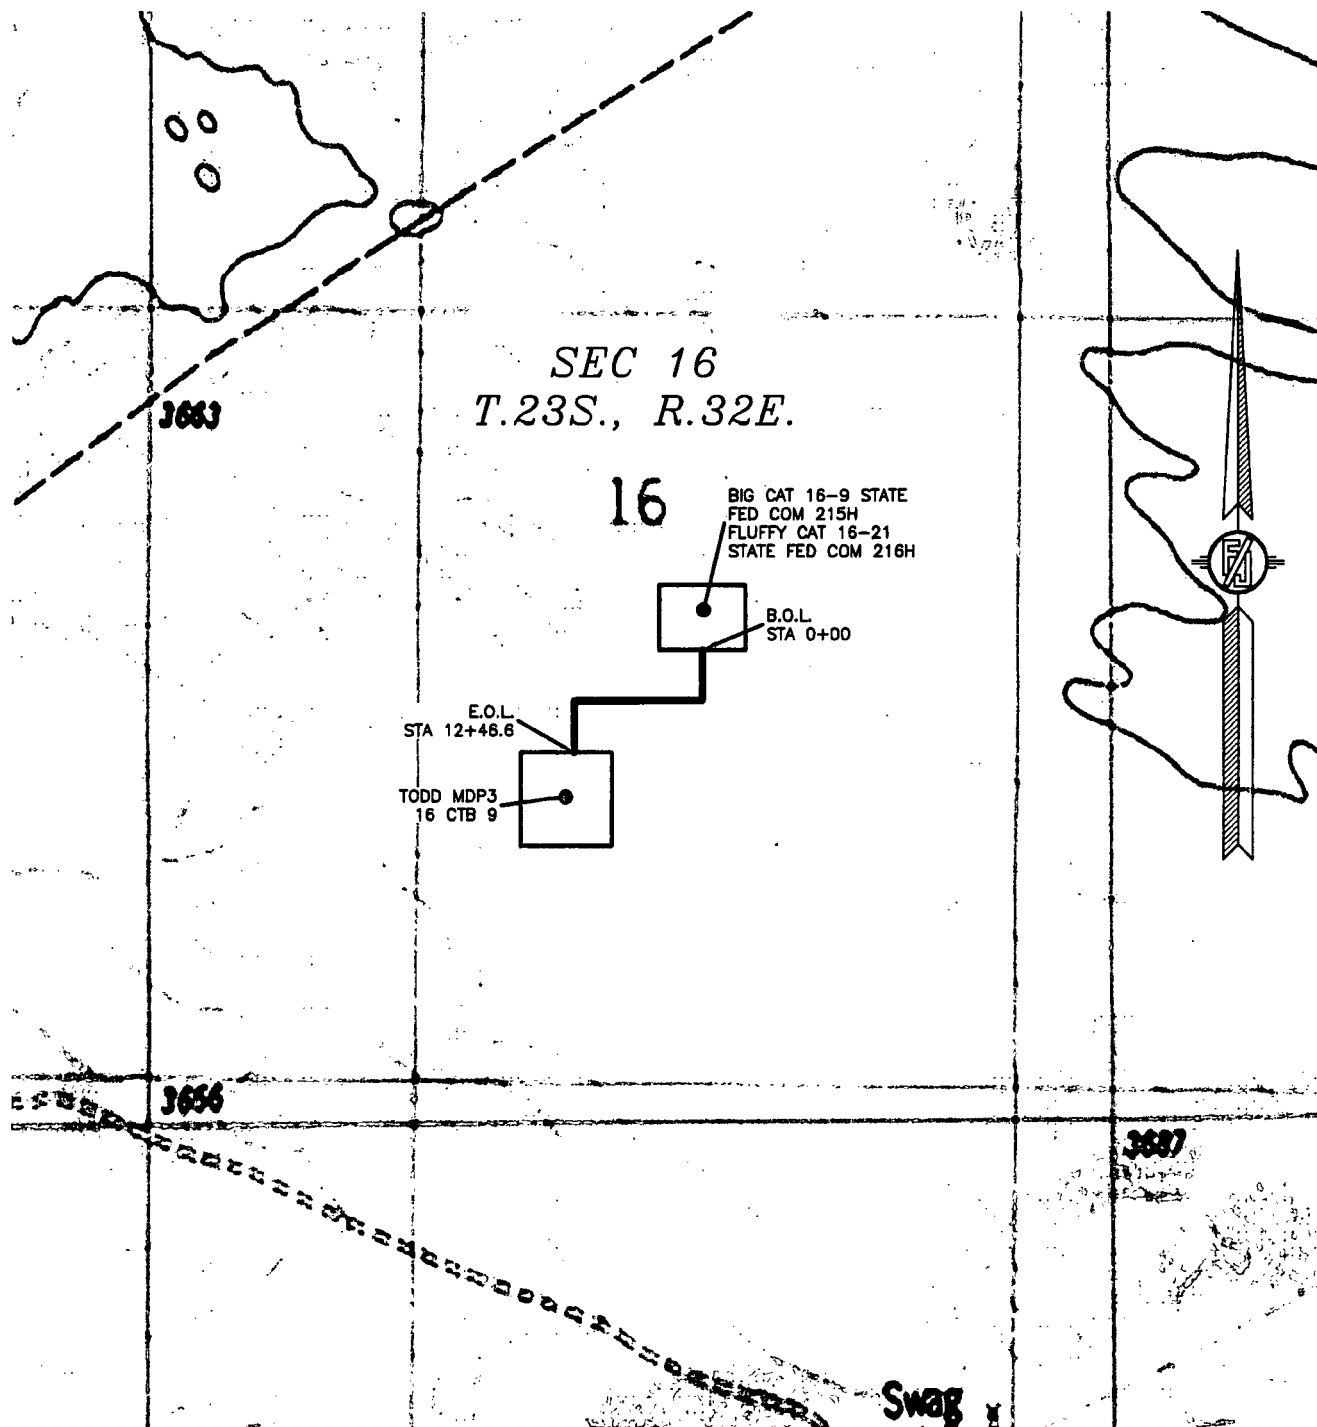 SEC 16
T.23S., R.32E.
3663
16
BIG CAT 16-9 STATE
FED COM 215H
FLUFFY CAT 16-21
STATE FED COM 216H
B.O.L.
STA 0+00
E.O.L.
STA 12+46.6
TODD MDP3
16 CTB 9
3656
3687
Swag